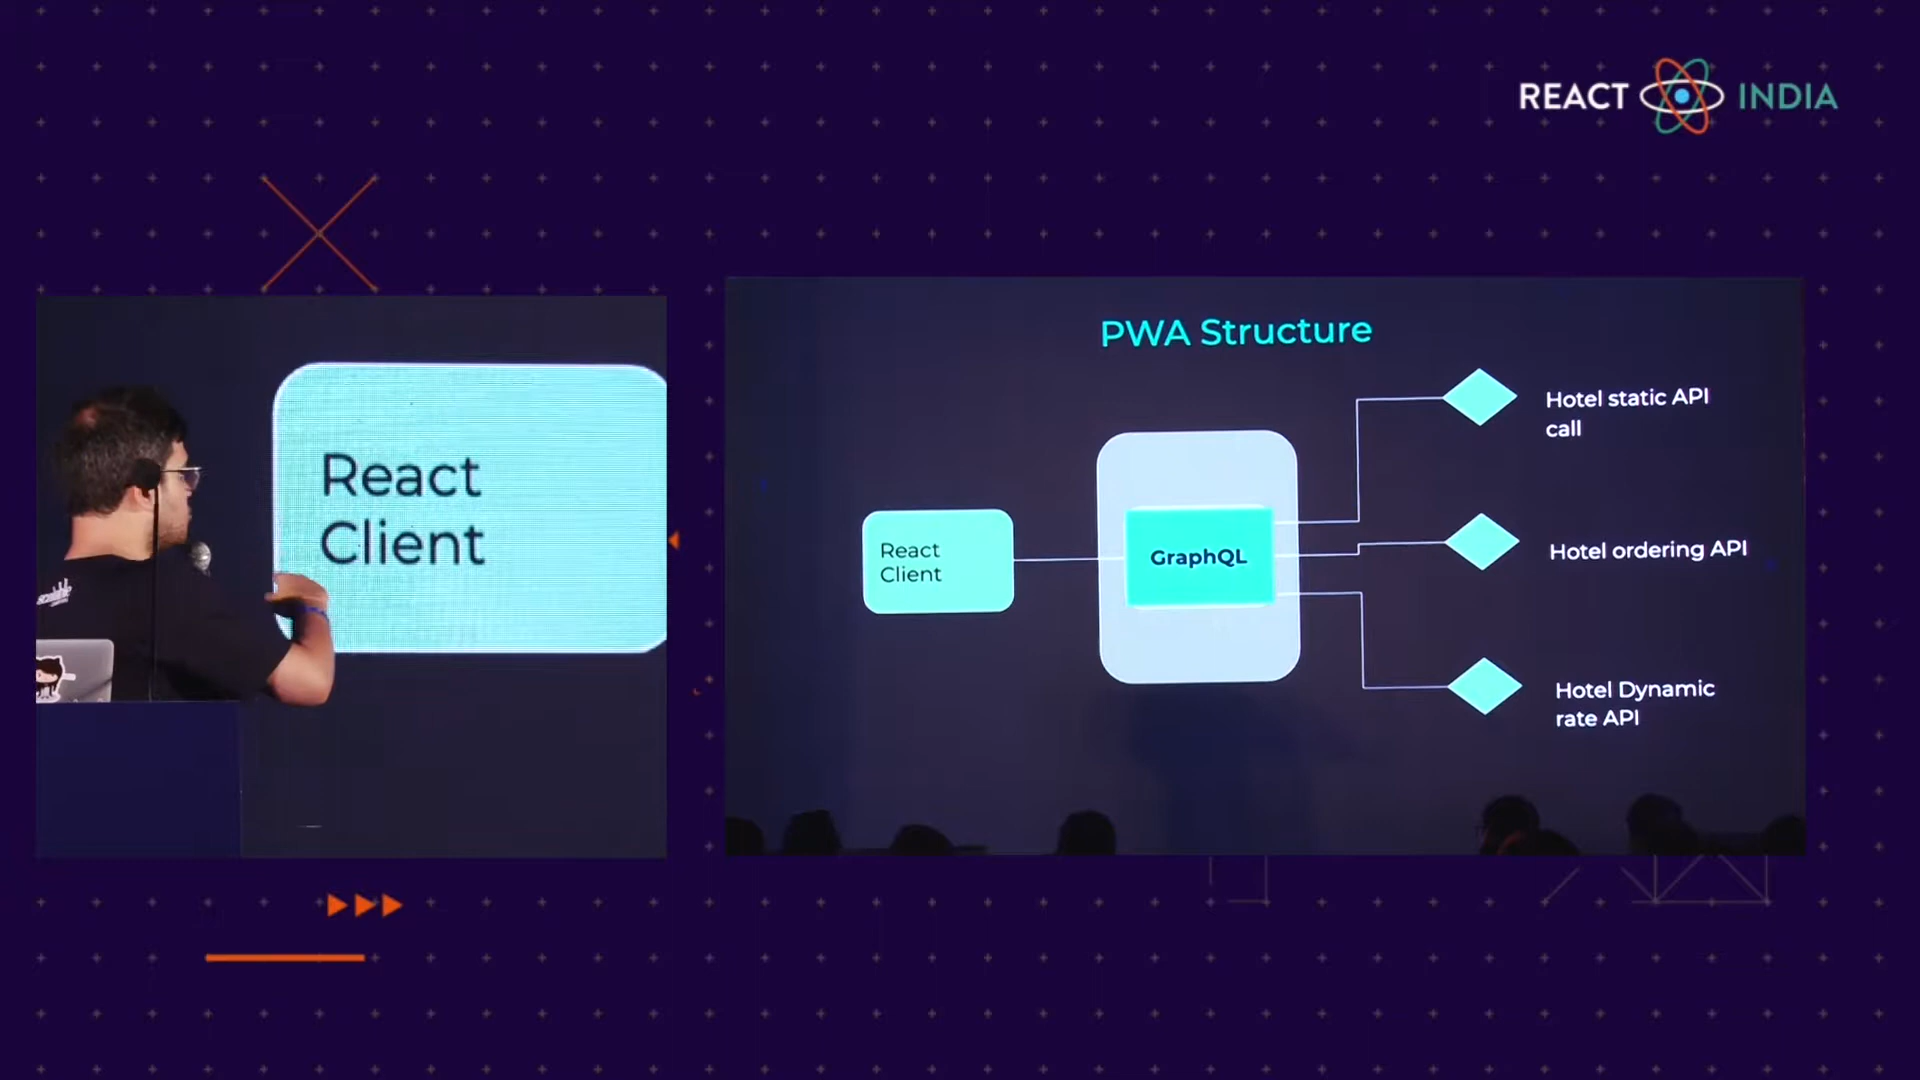 REACT INDIA
React
Client
scalable
PWA Structure
React
Client
GraphQL
Hotel static API
call
Hotel ordering API
Hotel Dynamic
rate API